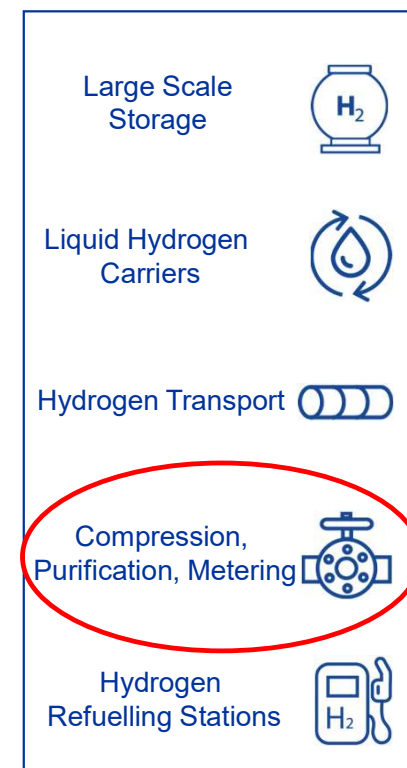 Large Scale
Storage
H₂
Liquid Hydrogen
Carriers
Hydrogen Transport
Compression,
Purification, Metering
Hydrogen
Refuelling Stations
H₂